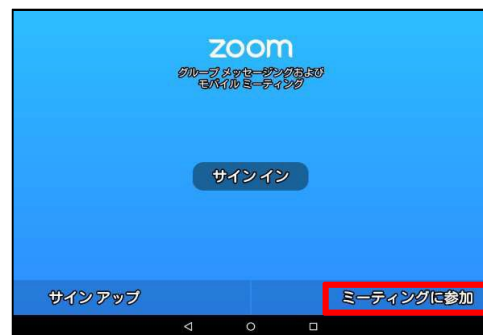 zoom
グループ メッセージングおよび
モバイル ミーティング
サイン イン
サイン アップ
ミーティングに参加